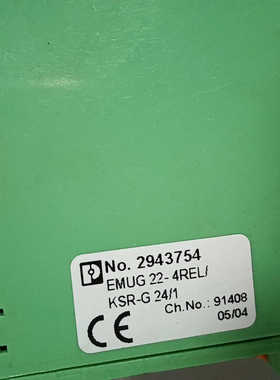 No. 2943754
EMUG 22- 4REL/
KSR-G 24/1
Ch.No.: 91408
05/04
CE